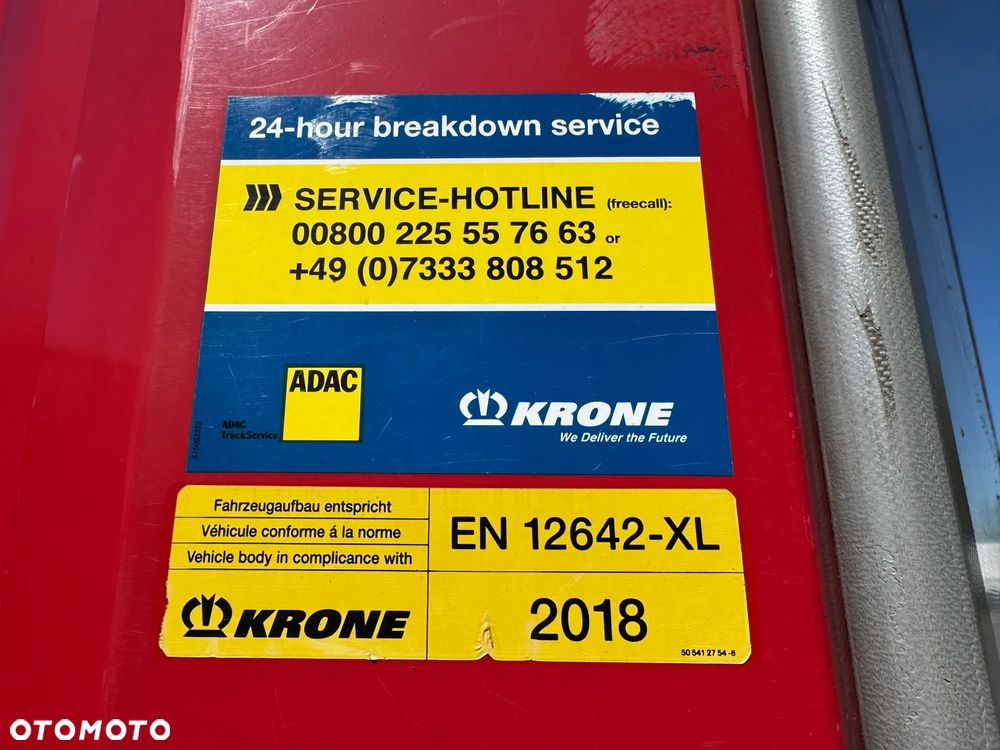 24-hour breakdown service
SERVICE-HOTLINE (freecall):
00800 225 55 76 63 or
+49 (0)7333 808 512
ADAC
ADAC
TruckService
KRONE
We Deliver the Future
Fahrzeugaufbau entspricht
Véhicule conforme á la norme
Vehicle body in complicance with
EN 12642-XL
KRONE
2018
50 541 27 54 -8
OTOMOTO